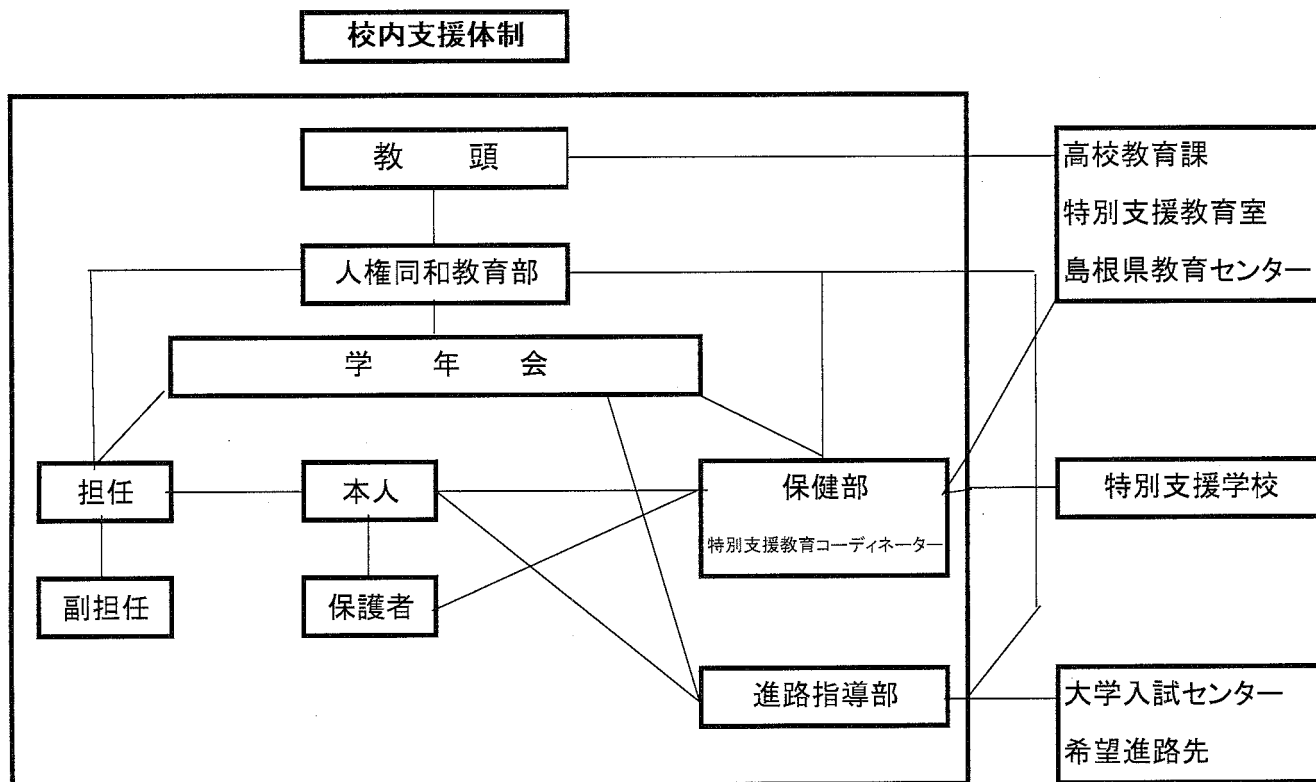 校内支援体制
教 頭
高校教育課
特別支援教育室
島根県教育センター
人権同和教育部
学 年 会
担任
本人
保健部
特別支援教育コーディネーター
特別支援学校
副担任
保護者
進路指導部
大学入試センター
希望進路先